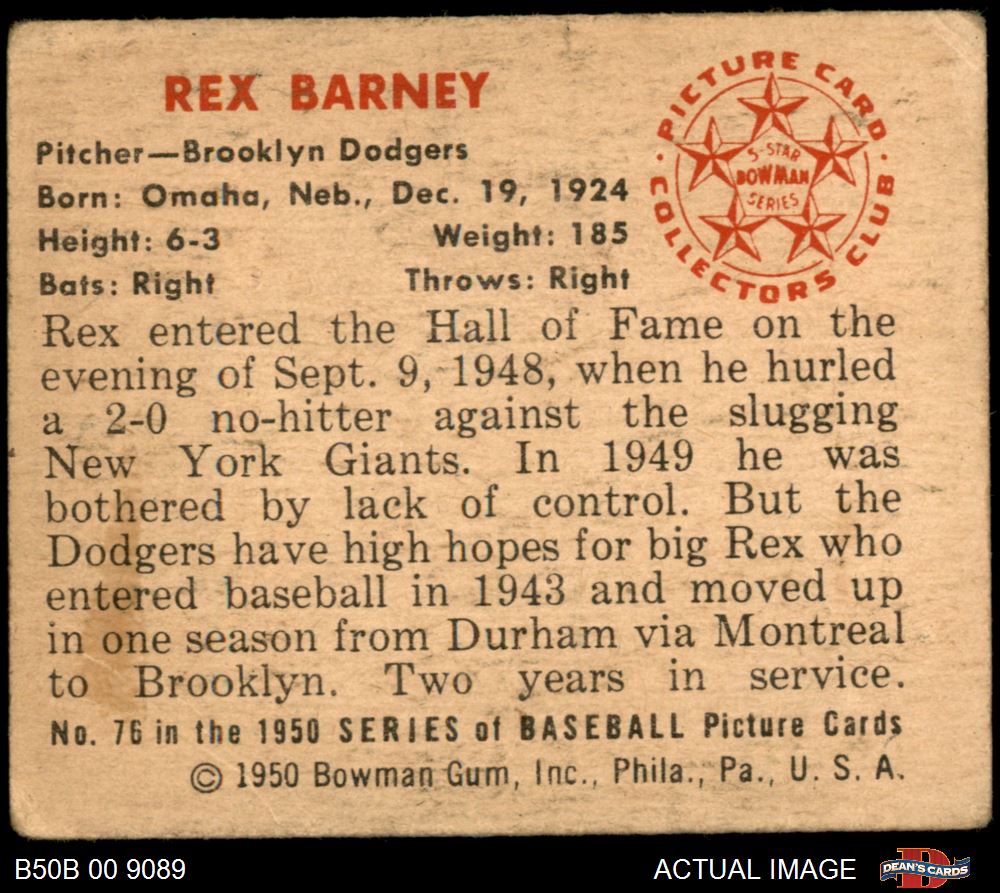 REX BARNEY
Pitcher—Brooklyn Dodgers
Born: Omaha, Neb., Dec. 19, 1924
Height: 6-3 Weight: 185
Bats: Right Throws: Right
PICTURE CARD
COLLECTORS CLUB
5-STAR
BOWMAN
SERIES
Rex entered the Hall of Fame on the
evening of Sept. 9, 1948, when he hurled
a 2-0 no-hitter against the slugging
New York Giants. In 1949 he was
bothered by lack of control. But the
Dodgers have high hopes for big Rex who
entered baseball in 1943 and moved up
in one season from Durham via Montreal
to Brooklyn. Two years in service.
No. 76 in the 1950 SERIES of BASEBALL Picture Cards
© 1950 Bowman Gum, Inc., Phila., Pa., U. S. A.
B50B 00 9089
ACTUAL IMAGE
D
DEAN'S CARDS